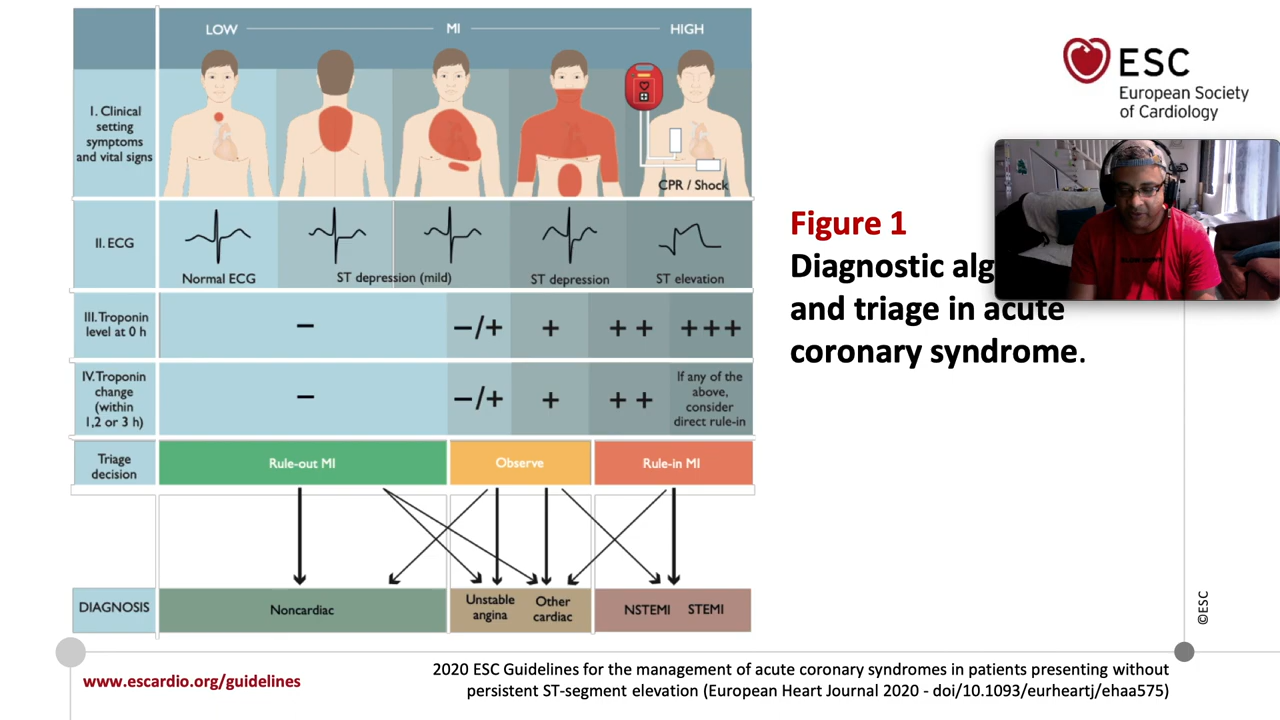 LOW
MI
HIGH
I. Clinical
setting
symptoms
and vital signs
CPR / Shock
II. ECG
Normal ECG
ST depression (mild)
ST depression
ST elevation
III. Troponin
level at 0 h
–
–/+
+
+ +
+++
IV. Troponin
change
(within
1,2 or 3 h)
–
–/+
+
+ +
If any of the
above,
consider
direct rule-in
Triage
decision
Rule-out MI
Observe
Rule-in MI
DIAGNOSIS
Noncardiac
Unstable
angina
Other
cardiac
NSTEMI
STEMI
ESC
European Society
of Cardiology
Figure 1
Diagnostic
and triage in acute
coronary syndrome.
©ESC
www.escardio.org/guidelines
2020 ESC Guidelines for the management of acute coronary syndromes in patients presenting without
persistent ST-segment elevation (European Heart Journal 2020 - doi/10.1093/eurheartj/ehaa575)